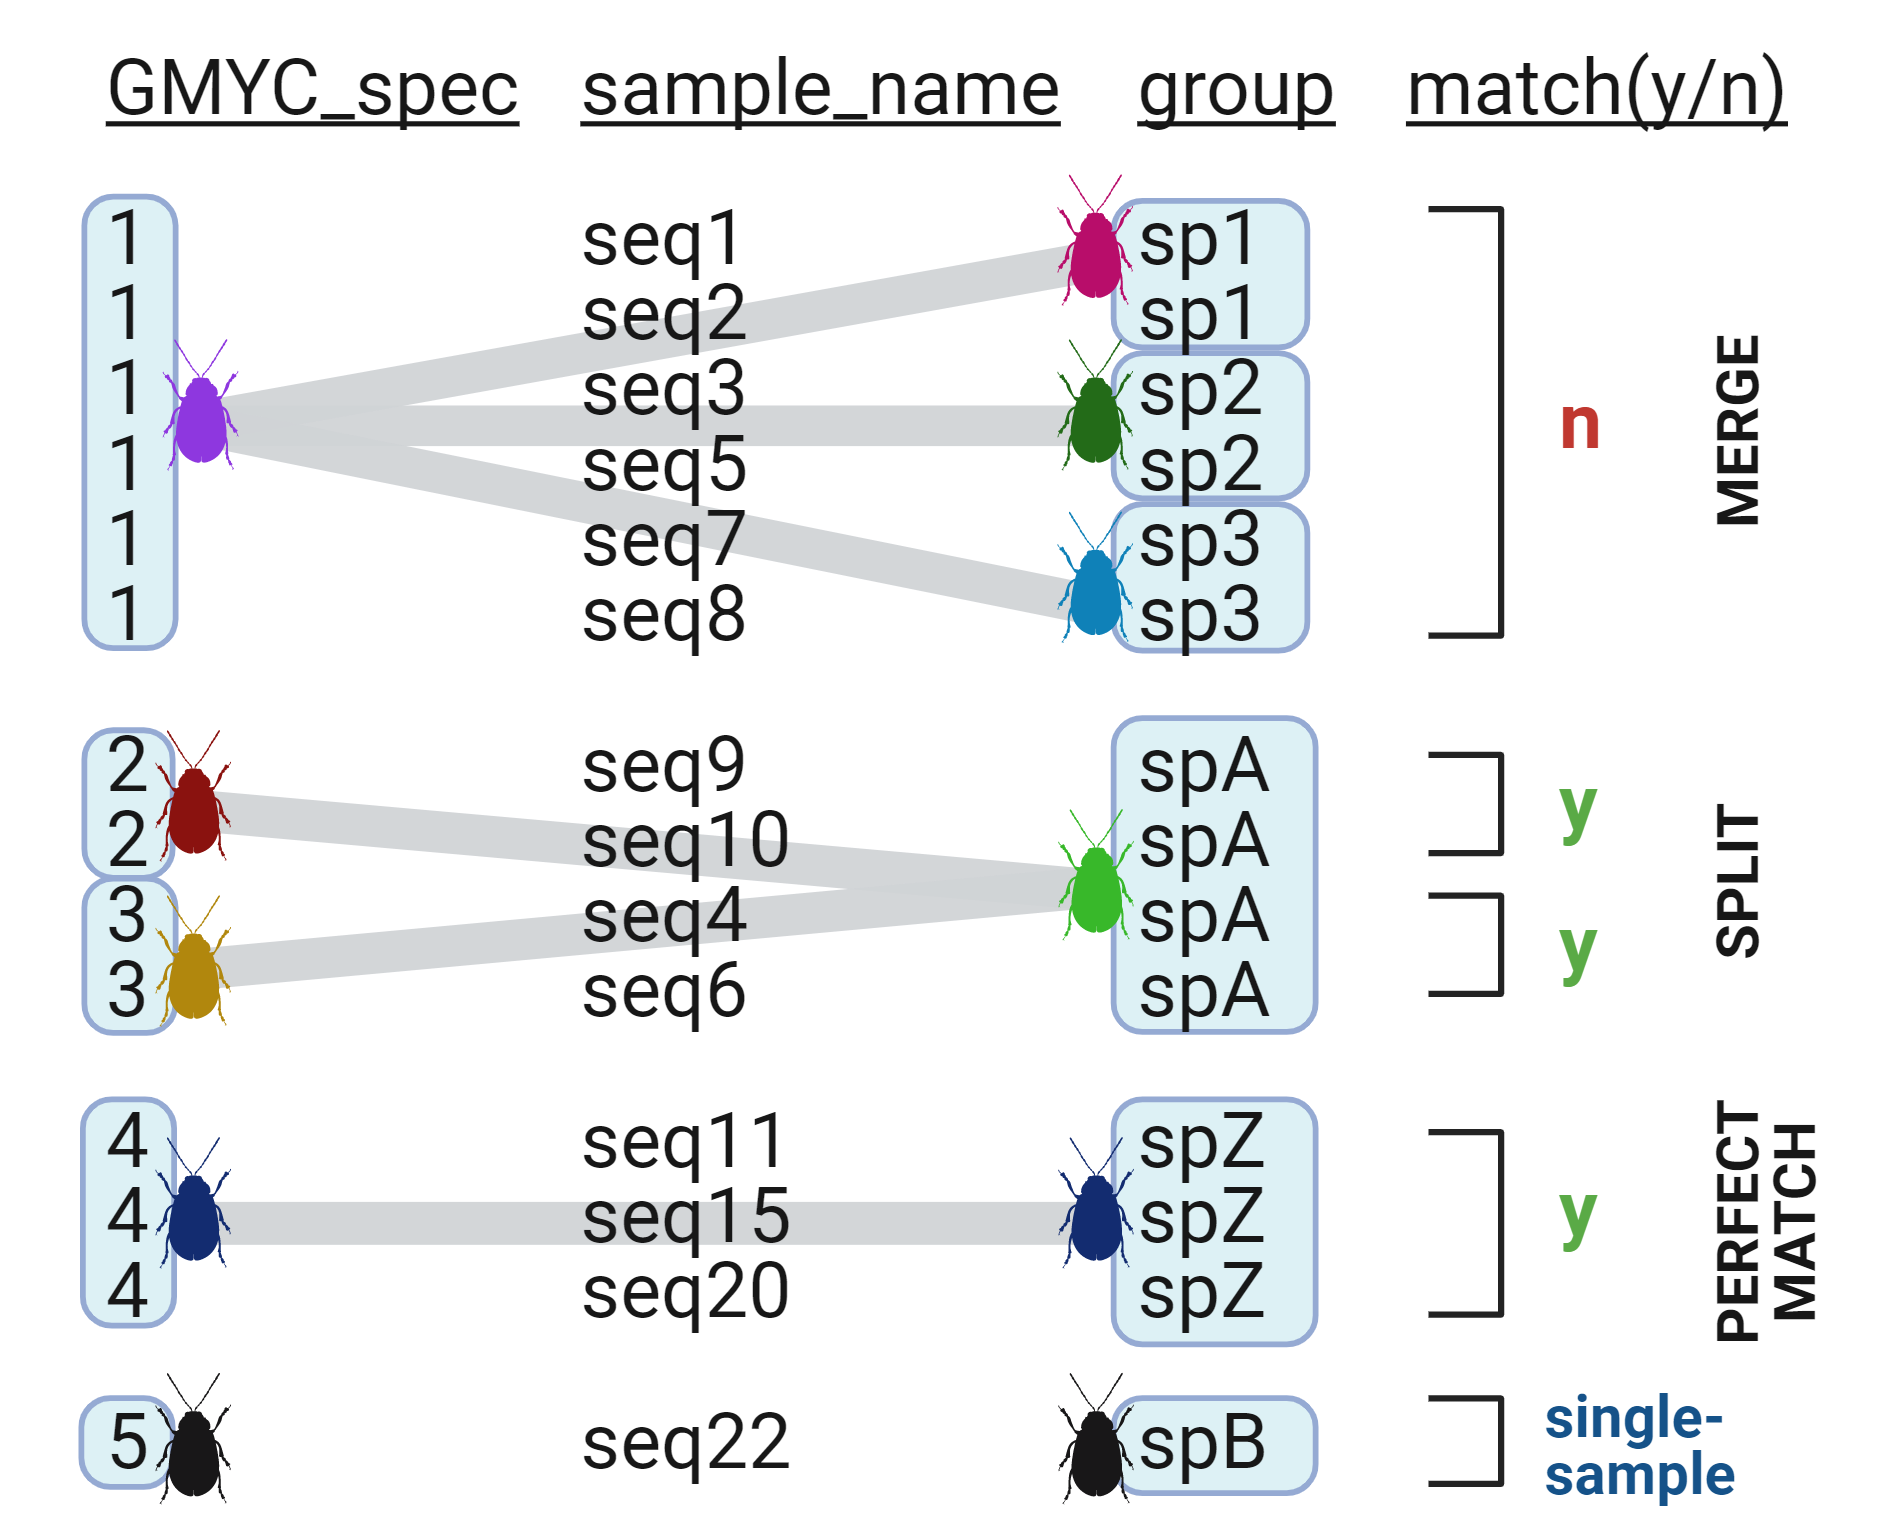 GMYC_spec sample_name group match(y/n)
1 seq1 sp1
1 seq2 sp1
1 seq3 sp2
1 seq5 sp2
1 seq7 sp3
1 seq8 sp3
n
MERGE
2 seq9 spA
2 seq10 spA
y
3 seq4 spA
3 seq6 spA
y
SPLIT
4 seq11 spZ
4 seq15 spZ
4 seq20 spZ
y
PERFECT
MATCH
5 seq22 spB
single-
sample